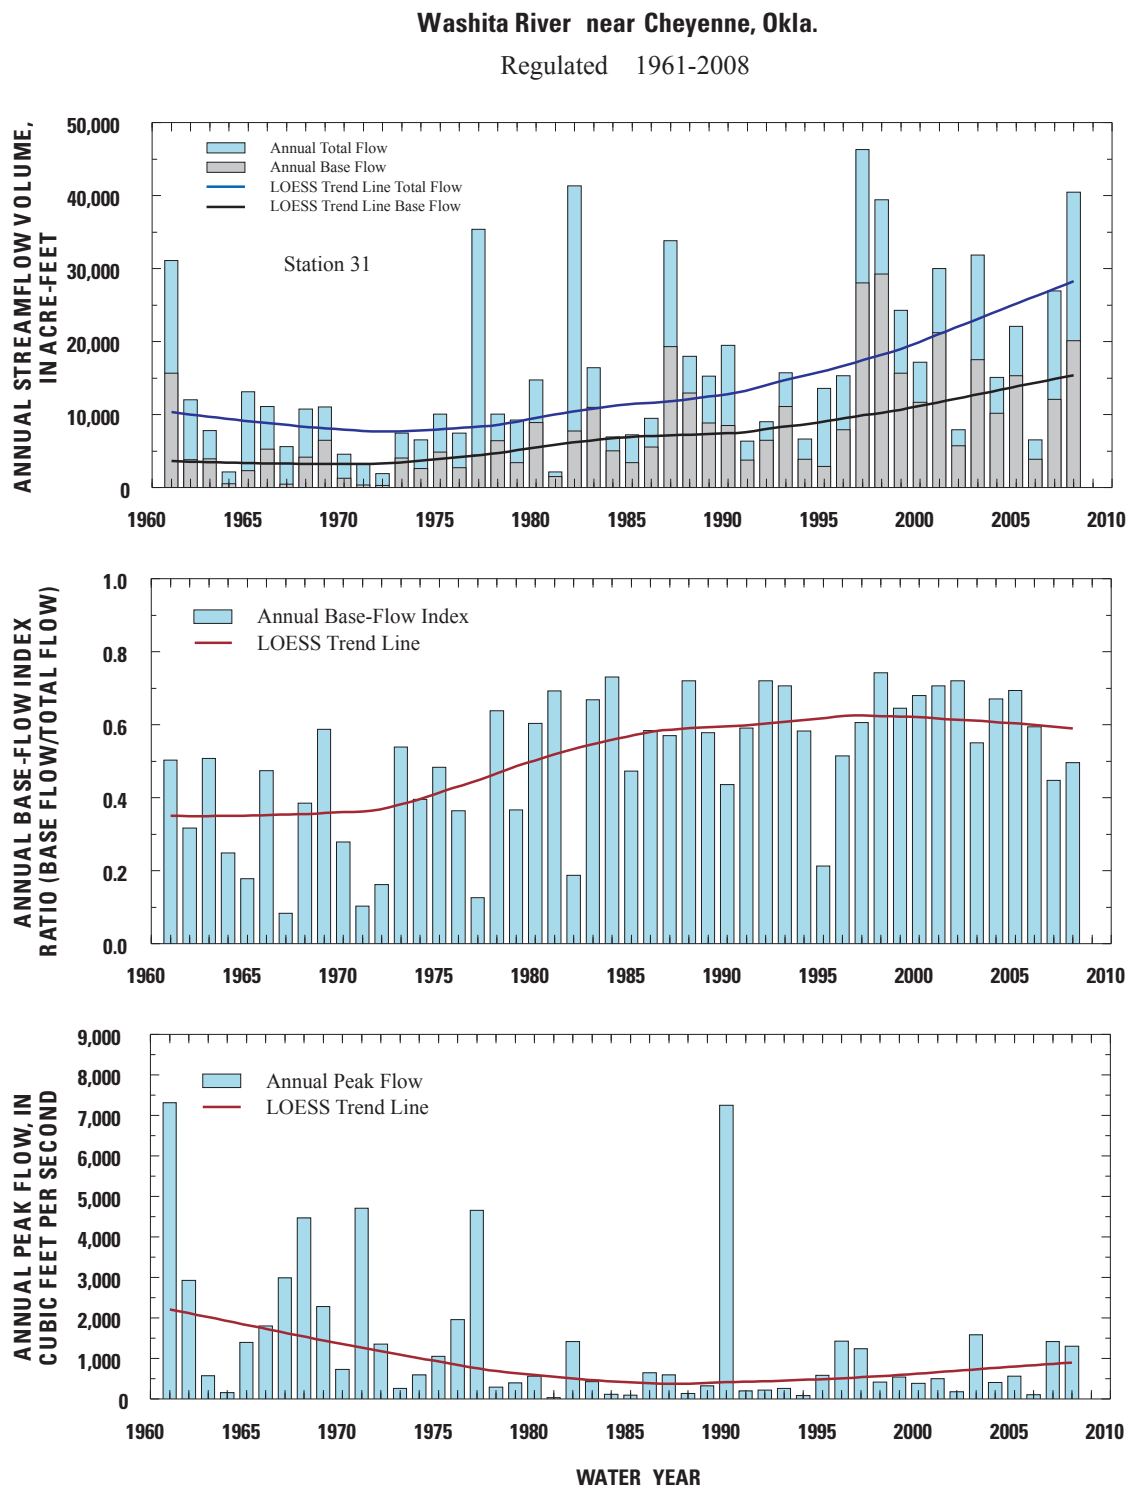 Washita River near Cheyenne, Okla.
Regulated 1961-2008
ANNUAL STREAMFLOW VOLUME,
IN ACRE-FEET
50,000
40,000
30,000
20,000
10,000
0
Annual Total Flow
Annual Base Flow
LOESS Trend Line Total Flow
LOESS Trend Line Base Flow
Station 31
1960 1965 1970 1975 1980 1985 1990 1995 2000 2005 2010
ANNUAL BASE-FLOW INDEX
RATIO (BASE FLOW/TOTAL FLOW)
1.0
0.8
0.6
0.4
0.2
0.0
Annual Base-Flow Index
LOESS Trend Line
1960 1965 1970 1975 1980 1985 1990 1995 2000 2005 2010
ANNUAL PEAK FLOW, IN
CUBIC FEET PER SECOND
9,000
8,000
7,000
6,000
5,000
4,000
3,000
2,000
1,000
0
Annual Peak Flow
LOESS Trend Line
1960 1965 1970 1975 1980 1985 1990 1995 2000 2005 2010
WATER YEAR